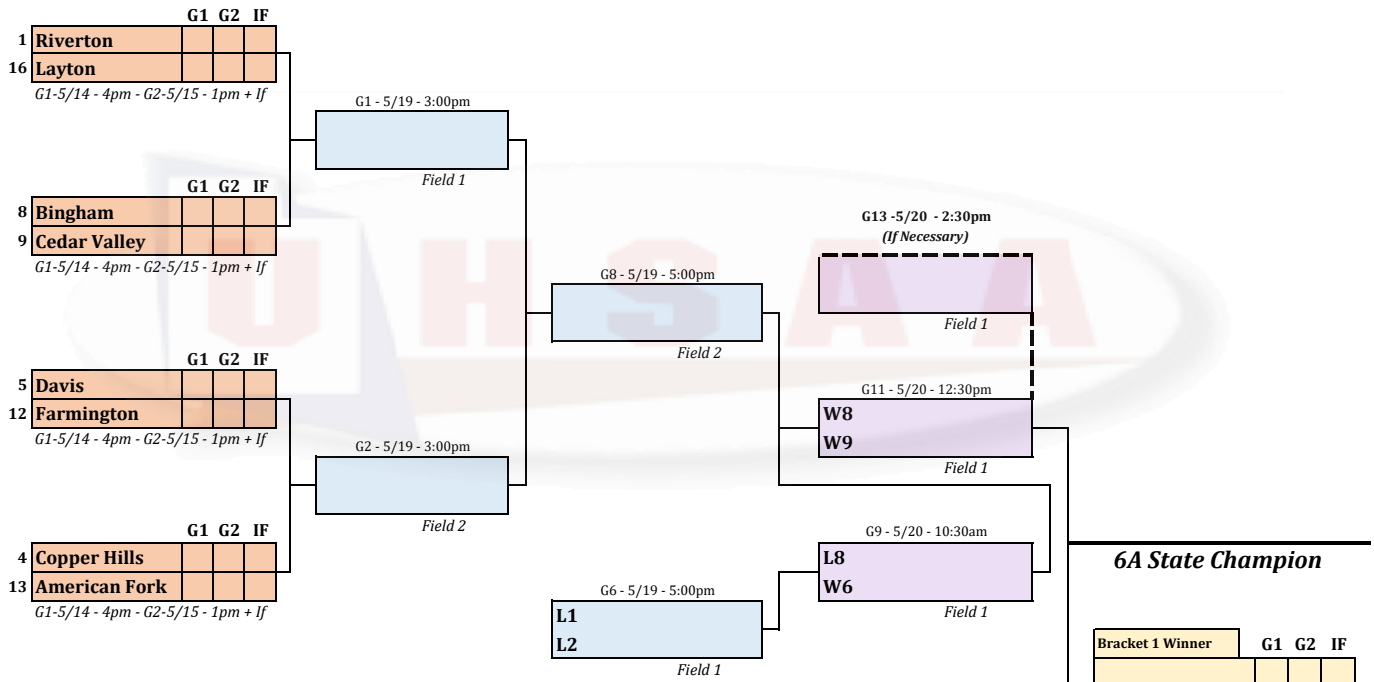 G1 G2 IF
1 Riverton
16 Layton
G1-5/14 - 4pm - G2-5/15 - 1pm + If
G1 - 5/19 - 3:00pm
Field 1
G1 G2 IF
8 Bingham
9 Cedar Valley
G1-5/14 - 4pm - G2-5/15 - 1pm + If
G13 -5/20 - 2:30pm
(If Necessary)
Field 1
G8 - 5/19 - 5:00pm
Field 2
UHSAA
G1 G2 IF
5 Davis
12 Farmington
G1-5/14 - 4pm - G2-5/15 - 1pm + If
G11 - 5/20 - 12:30pm
W8
W9
Field 1
G2 - 5/19 - 3:00pm
Field 2
G1 G2 IF
4 Copper Hills
13 American Fork
G1-5/14 - 4pm - G2-5/15 - 1pm + If
G9 - 5/20 - 10:30am
L8
W6
Field 1
6A State Champion
G6 - 5/19 - 5:00pm
L1
L2
Field 1
Bracket 1 Winner G1 G2 IF